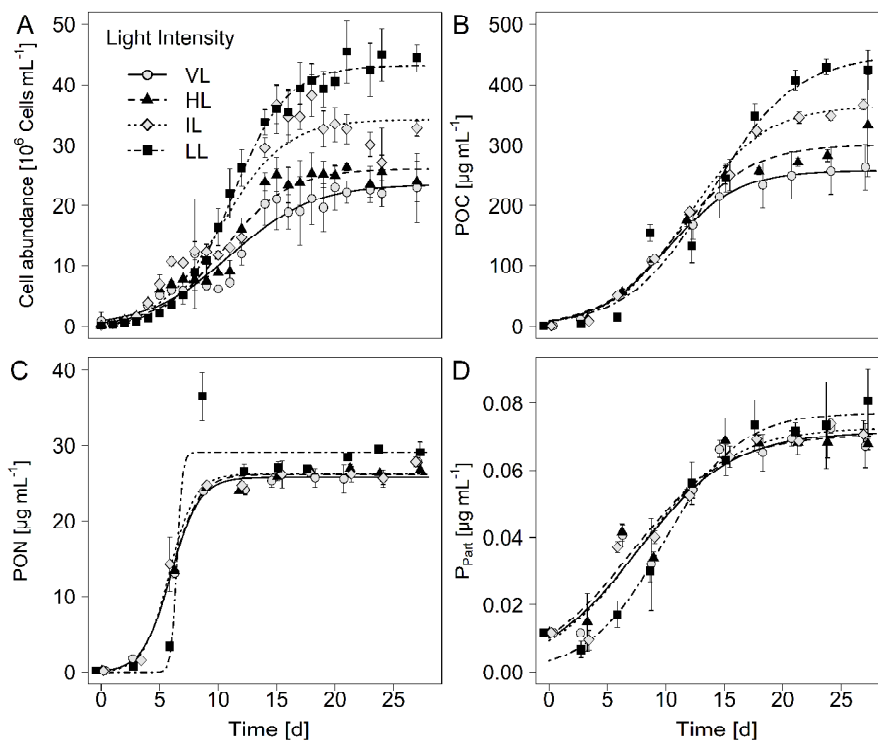 A
Cell abundance [10⁶ Cells mL⁻¹]
50
40
30
20
10
0
Light Intensity
VL
HL
IL
LL
B
POC [µg mL⁻¹]
500
400
300
200
100
0
C
PON [µg mL⁻¹]
40
30
20
10
0
0 5 10 15 20 25
Time [d]
D
P_Part [µg mL⁻¹]
0.08
0.06
0.04
0.02
0.00
0 5 10 15 20 25
Time [d]